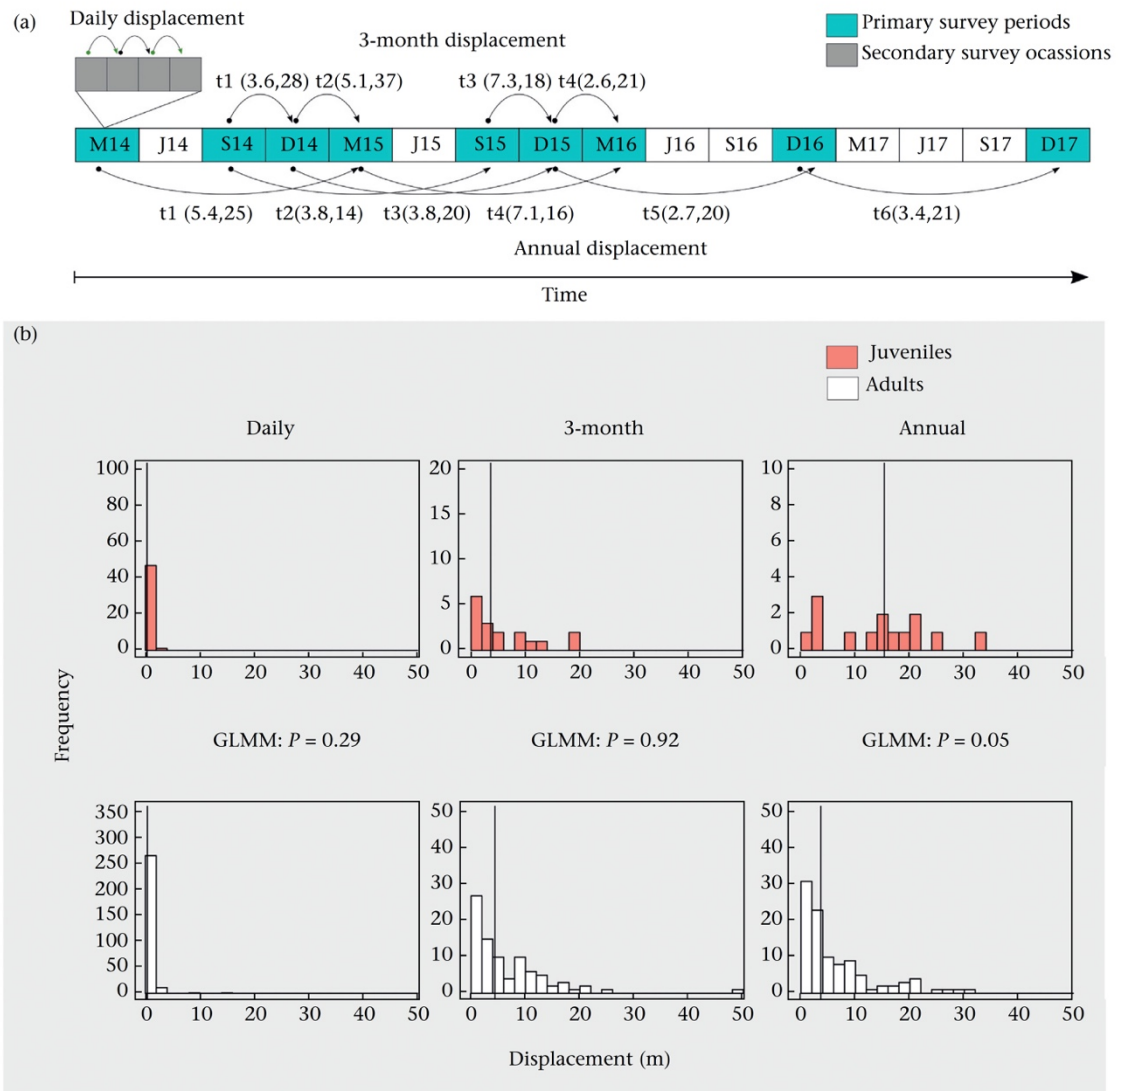 (a)
Daily displacement
3-month displacement
Primary survey periods
Secondary survey ocassions
t1 (3.6,28) t2(5.1,37) t3 (7.3,18) t4(2.6,21)
M14 J14 S14 D14 M15 J15 S15 D15 M16 J16 S16 D16 M17 J17 S17 D17
t1 (5.4,25) t2(3.8,14) t3(3.8,20) t4(7.1,16) t5(2.7,20) t6(3.4,21)
Annual displacement
Time
(b)
Juveniles
Adults
Daily 3-month Annual
100 80 60 40 20 0
0 10 20 30 40 50
20 15 10 5 0
0 10 20 30 40 50
10 8 6 4 2 0
0 10 20 30 40 50
Frequency
GLMM: P = 0.29 GLMM: P = 0.92 GLMM: P = 0.05
350 300 250 200 150 100 50 0
0 10 20 30 40 50
50 40 30 20 10 0
0 10 20 30 40 50
50 40 30 20 10 0
0 10 20 30 40 50
Displacement (m)